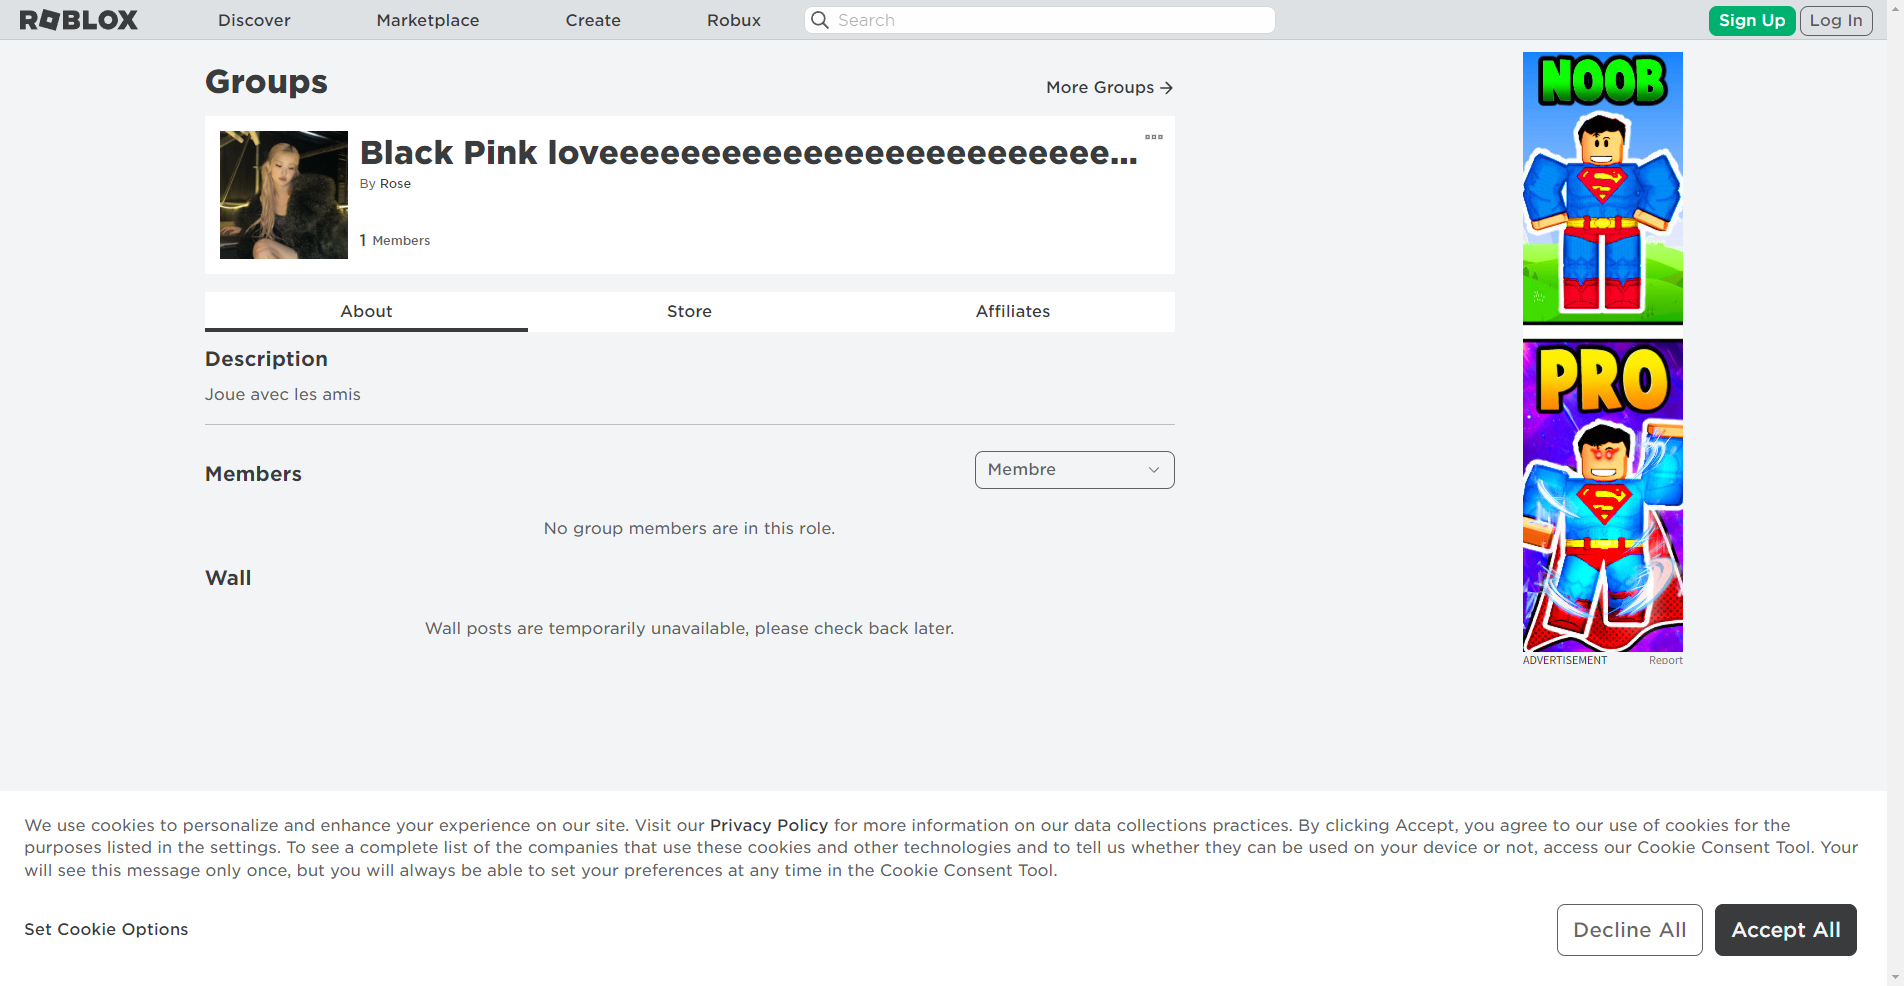 ROBLOX
Discover
Marketplace
Create
Robux
Search
Sign Up
Log In
Groups
More Groups
Black Pink loveeeeeeeeeeeeeeeeeeeeeeeeee...
By Rose
1 Members
About
Store
Affiliates
Description
Joue avec les amis
Members
Membre
No group members are in this role.
Wall
Wall posts are temporarily unavailable, please check back later.
NOOB
PRO
ADVERTISEMENT
Report
We use cookies to personalize and enhance your experience on our site. Visit our Privacy Policy for more information on our data collections practices. By clicking Accept, you agree to our use of cookies for the
purposes listed in the settings. To see a complete list of the companies that use these cookies and other technologies and to tell us whether they can be used on your device or not, access our Cookie Consent Tool. Your
will see this message only once, but you will always be able to set your preferences at any time in the Cookie Consent Tool.
Set Cookie Options
Decline All
Accept All